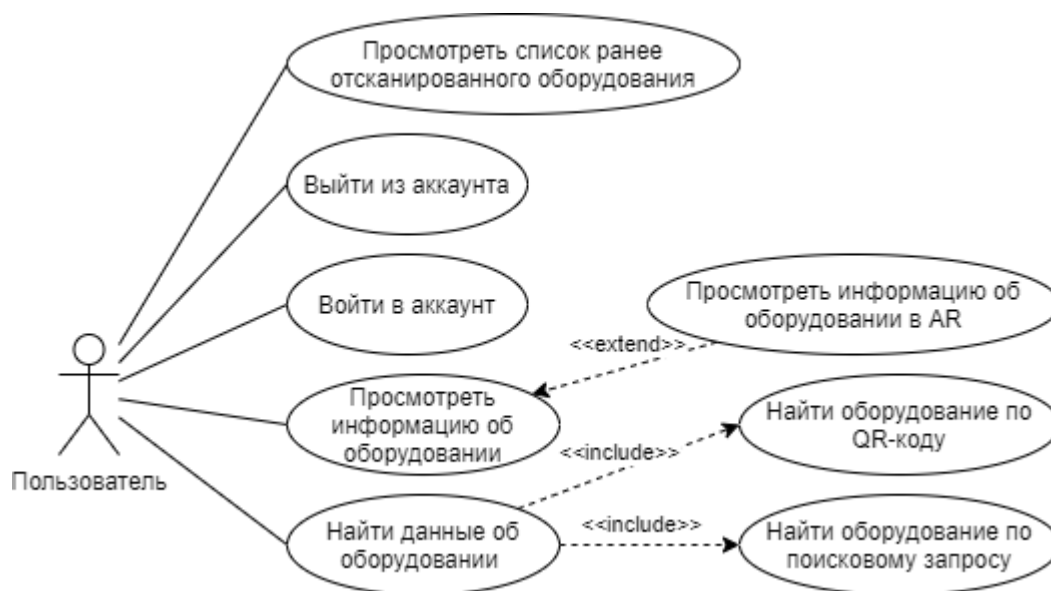 Просмотреть список ранее
отсканированного оборудования
Выйти из аккаунта
Войти в аккаунт
Просмотреть информацию об
оборудовании в AR
<<extend>>
Просмотреть
информацию об
оборудовании
Найти оборудование по
QR-коду
<<include>>
Пользователь
Найти данные об
оборудовании
<<include>>
Найти оборудование по
поисковому запросу